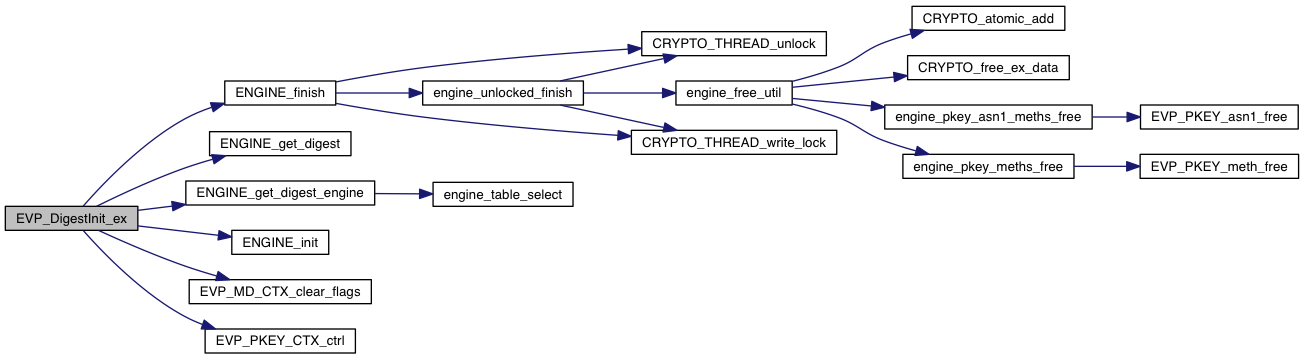 CRYPTO_atomic_add
CRYPTO_THREAD_unlock
CRYPTO_free_ex_data
ENGINE_finish
engine_unlocked_finish
engine_free_util
engine_pkey_asn1_meths_free
EVP_PKEY_asn1_free
ENGINE_get_digest
CRYPTO_THREAD_write_lock
engine_pkey_meths_free
EVP_PKEY_meth_free
ENGINE_get_digest_engine
engine_table_select
EVP_DigestInit_ex
ENGINE_init
EVP_MD_CTX_clear_flags
EVP_PKEY_CTX_ctrl